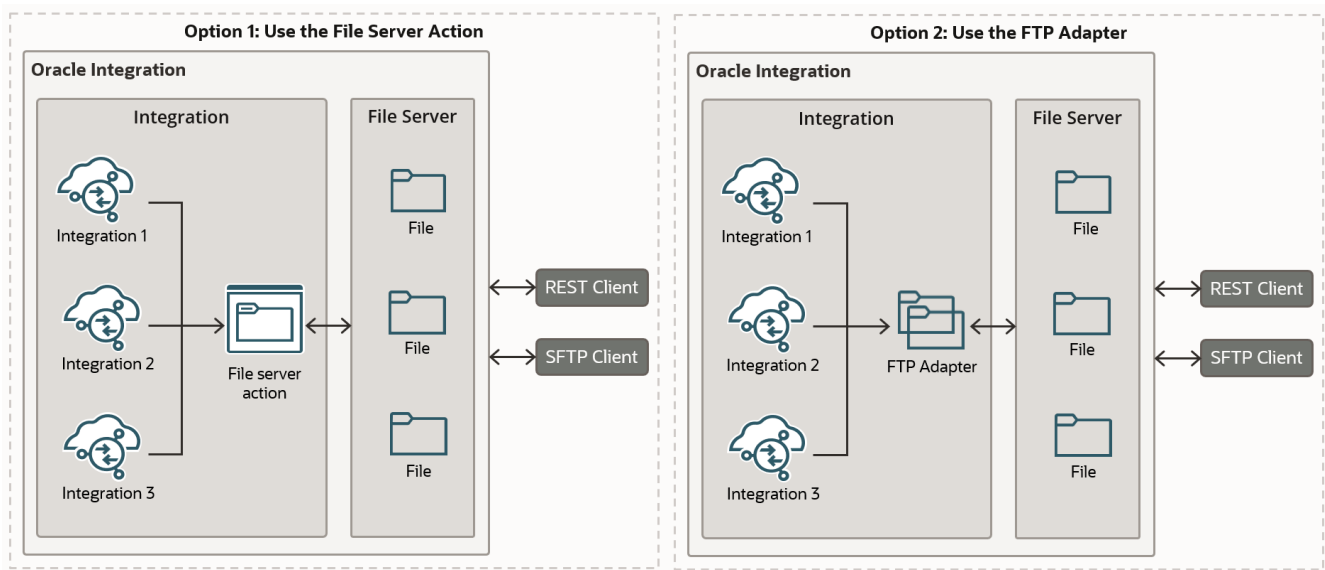 Option 1: Use the File Server Action
Oracle Integration
Integration
Integration 1
Integration 2
Integration 3
File server
action
File Server
File
File
File
REST Client
SFTP Client
Option 2: Use the FTP Adapter
Oracle Integration
Integration
Integration 1
Integration 2
Integration 3
FTP Adapter
File Server
File
File
File
REST Client
SFTP Client